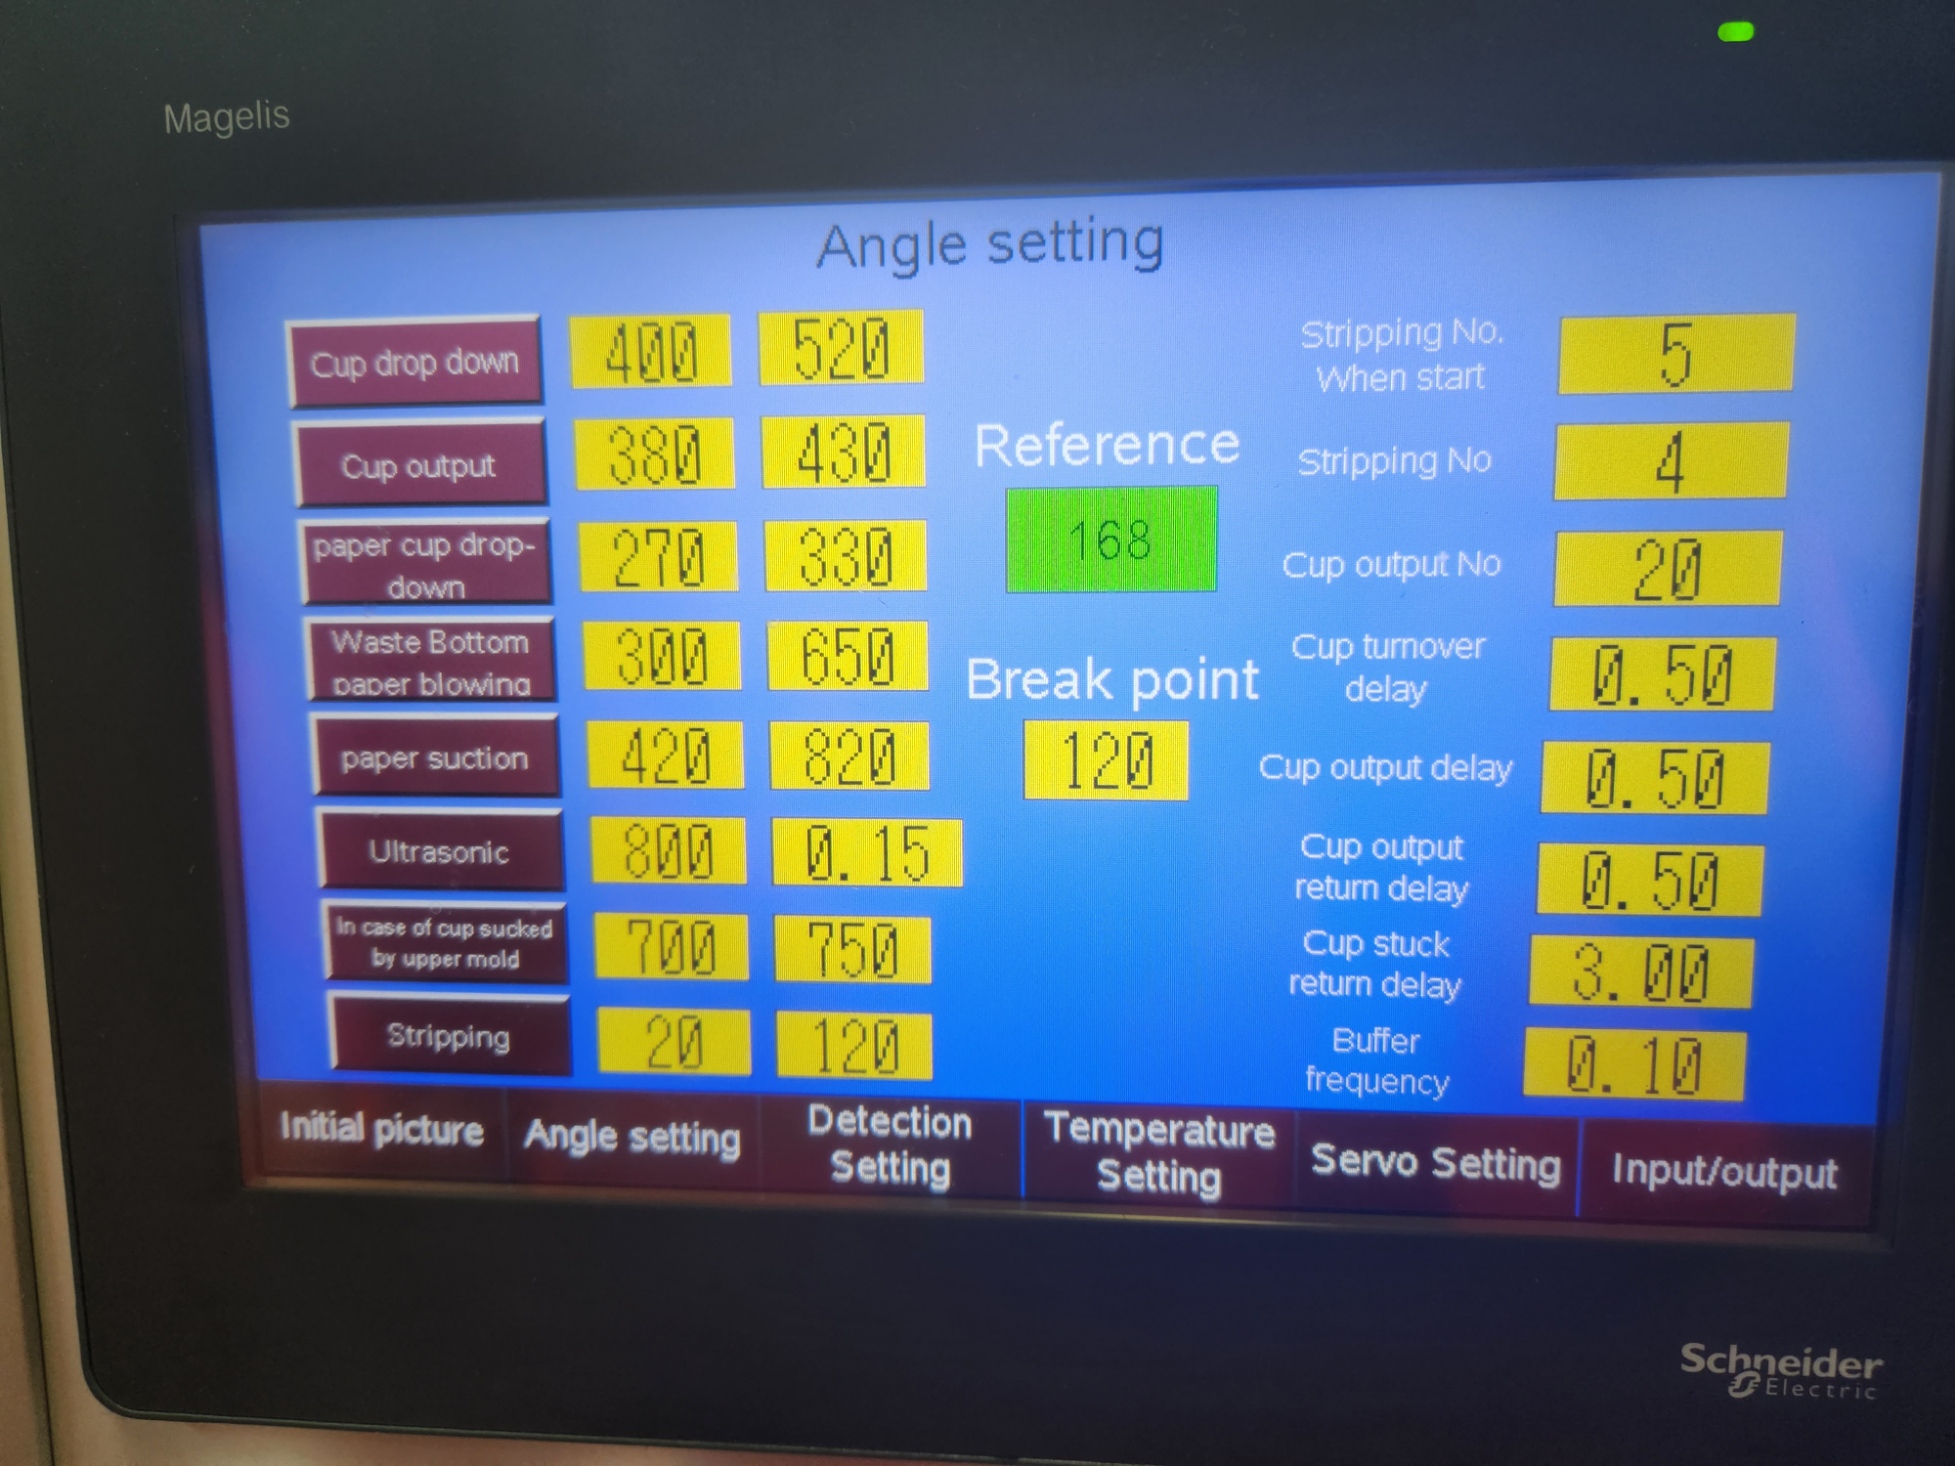 Magelis
Angle setting
Cup drop down 400 520
Cup output 380 430
paper cup drop-
down 270 330
Waste Bottom
paper blowing 300 650
paper suction 420 820
Ultrasonic 800 0.15
In case of cup sucked
by upper mold 700 750
Stripping 20 120
Reference
168
Break point
120
Stripping No.
When start 5
Stripping No 4
Cup output No 20
Cup turnover
delay 0.50
Cup output delay 0.50
Cup output
return delay 0.50
Cup stuck
return delay 3.00
Buffer
frequency 0.10
Initial picture
Angle setting
Detection
Setting
Temperature
Setting
Servo Setting
Input/output
Schneider
Electric